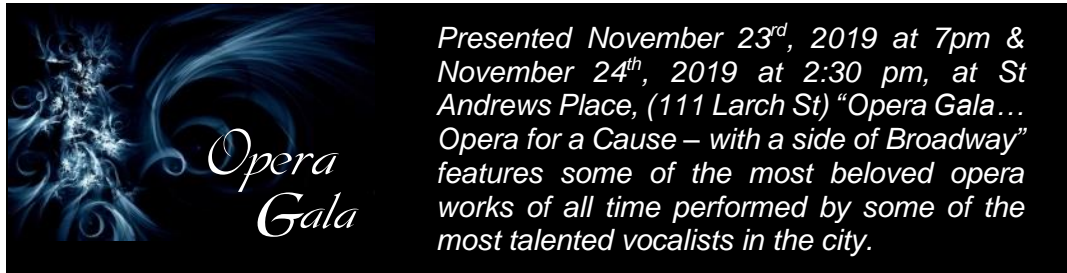 Opera
Gala
Presented November 23rd, 2019 at 7pm &
November 24th, 2019 at 2:30 pm, at St
Andrews Place, (111 Larch St) “Opera Gala…
Opera for a Cause – with a side of Broadway”
features some of the most beloved opera
works of all time performed by some of the
most talented vocalists in the city.